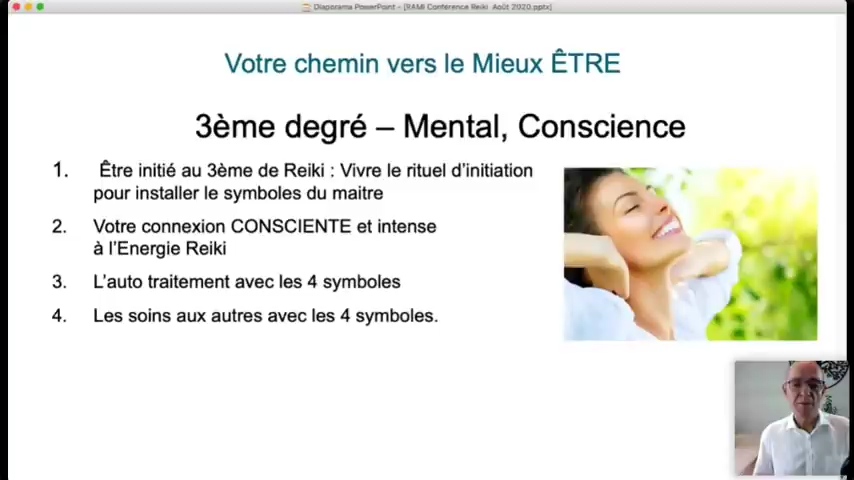 Diaporama PowerPoint - [RAMI Conférence Reiki Août 2020.pptx]
Votre chemin vers le Mieux ÊTRE
3ème degré – Mental, Conscience
1. Être initié au 3ème de Reiki : Vivre le rituel d'initiation
pour installer le symboles du maitre
2. Votre connexion CONSCIENTE et intense
à l'Energie Reiki
3. L'auto traitement avec les 4 symboles
4. Les soins aux autres avec les 4 symboles.